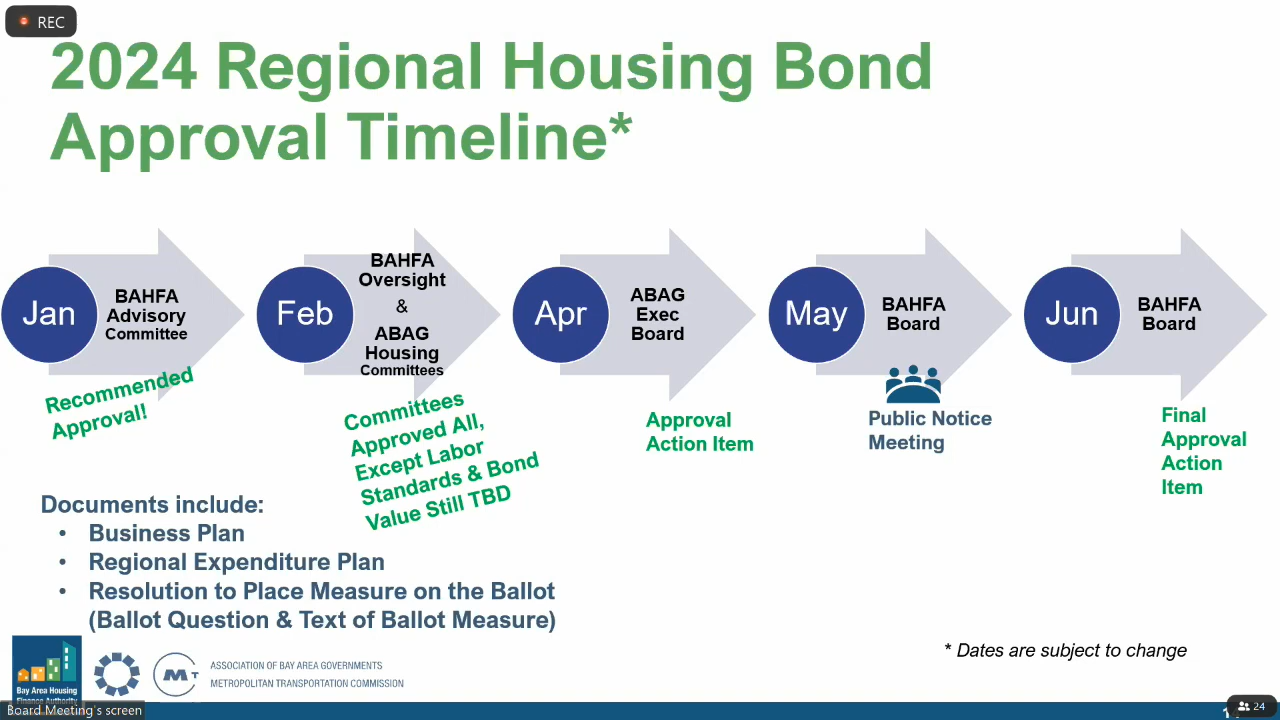 REC
2024 Regional Housing Bond
Approval Timeline*
Jan
BAHFA
Advisory
Committee
Recommended
Approval!
Feb
BAHFA
Oversight
&
ABAG
Housing
Committees
Committees
Approved All,
Except Labor
Standards & Bond
Value Still TBD
Apr
ABAG
Exec
Board
Approval
Action Item
May
BAHFA
Board
Public Notice
Meeting
Jun
BAHFA
Board
Final
Approval
Action
Item
Documents include:
• Business Plan
• Regional Expenditure Plan
• Resolution to Place Measure on the Ballot
(Ballot Question & Text of Ballot Measure)
* Dates are subject to change
Bay Area Housing
Finance Authority
MT
ASSOCIATION OF BAY AREA GOVERNMENTS
METROPOLITAN TRANSPORTATION COMMISSION
Board Meeting's screen
24